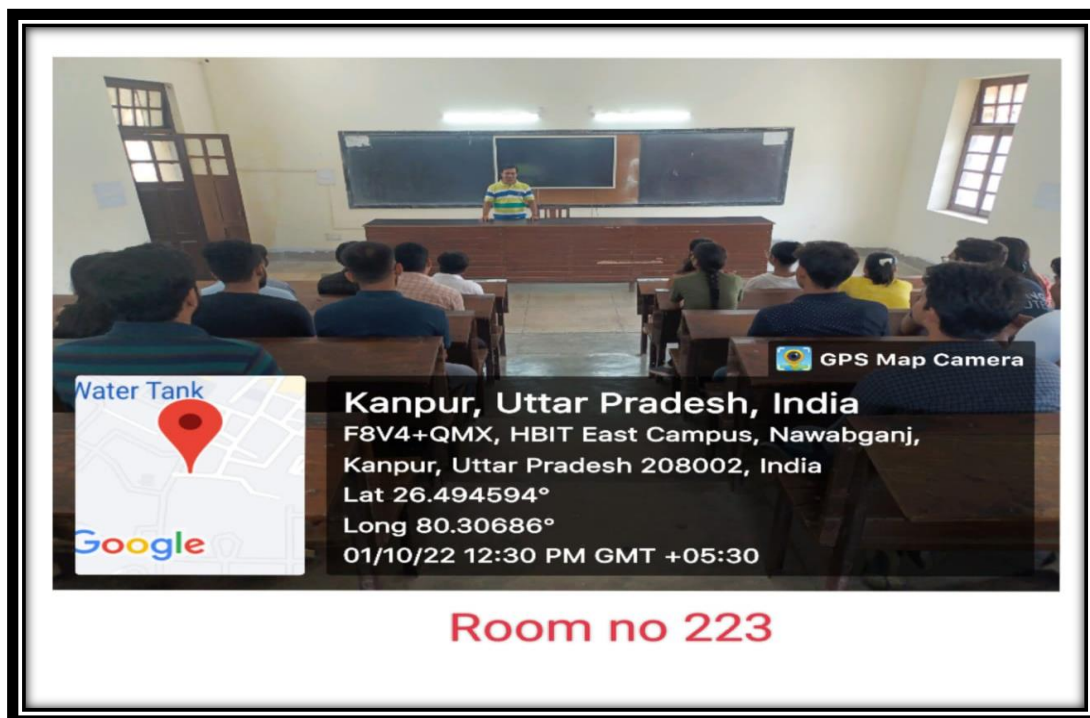 GPS Map Camera
Water Tank
Google
Kanpur, Uttar Pradesh, India
F8V4+QMX, HBIT East Campus, Nawabganj,
Kanpur, Uttar Pradesh 208002, India
Lat 26.494594°
Long 80.30686°
01/10/22 12:30 PM GMT +05:30
Room no 223